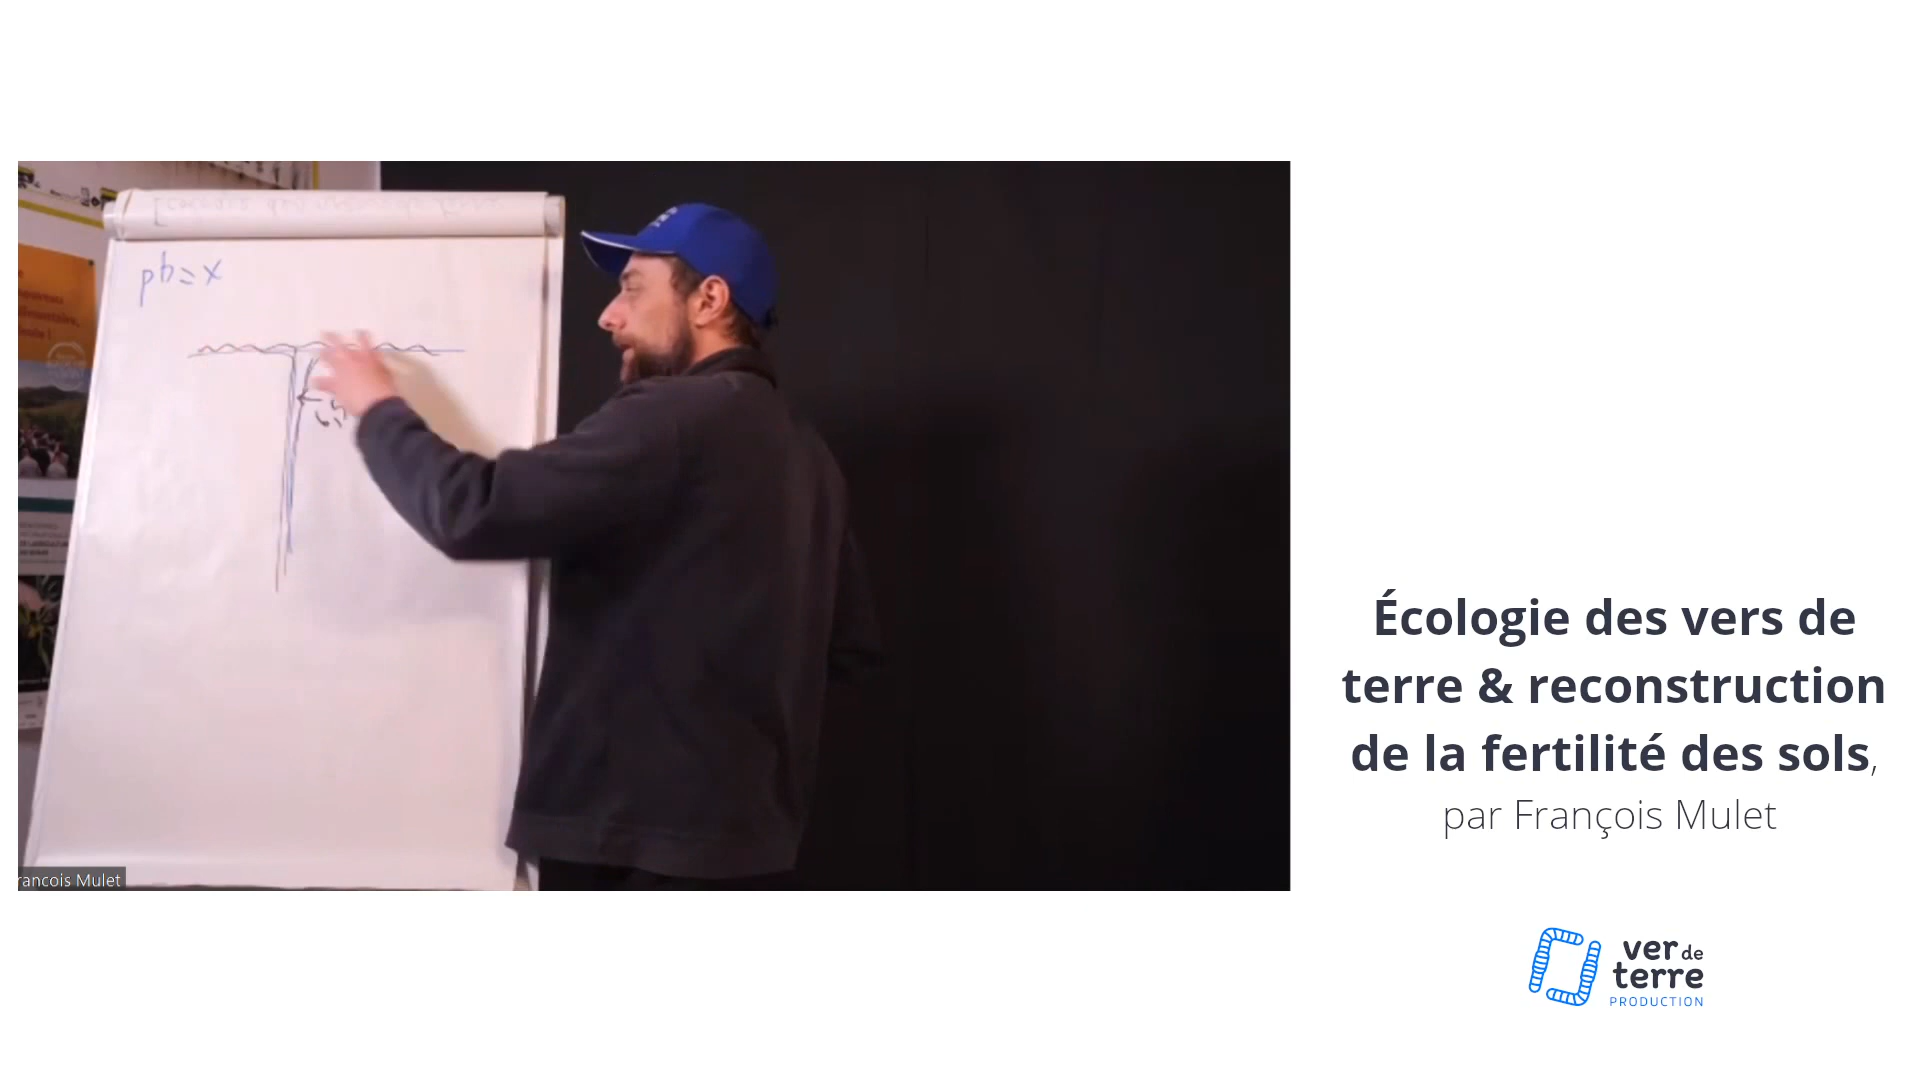 pH = x
rancois Mulet
Écologie des vers de
terre & reconstruction
de la fertilité des sols,
par François Mulet
ver de
terre
PRODUCTION